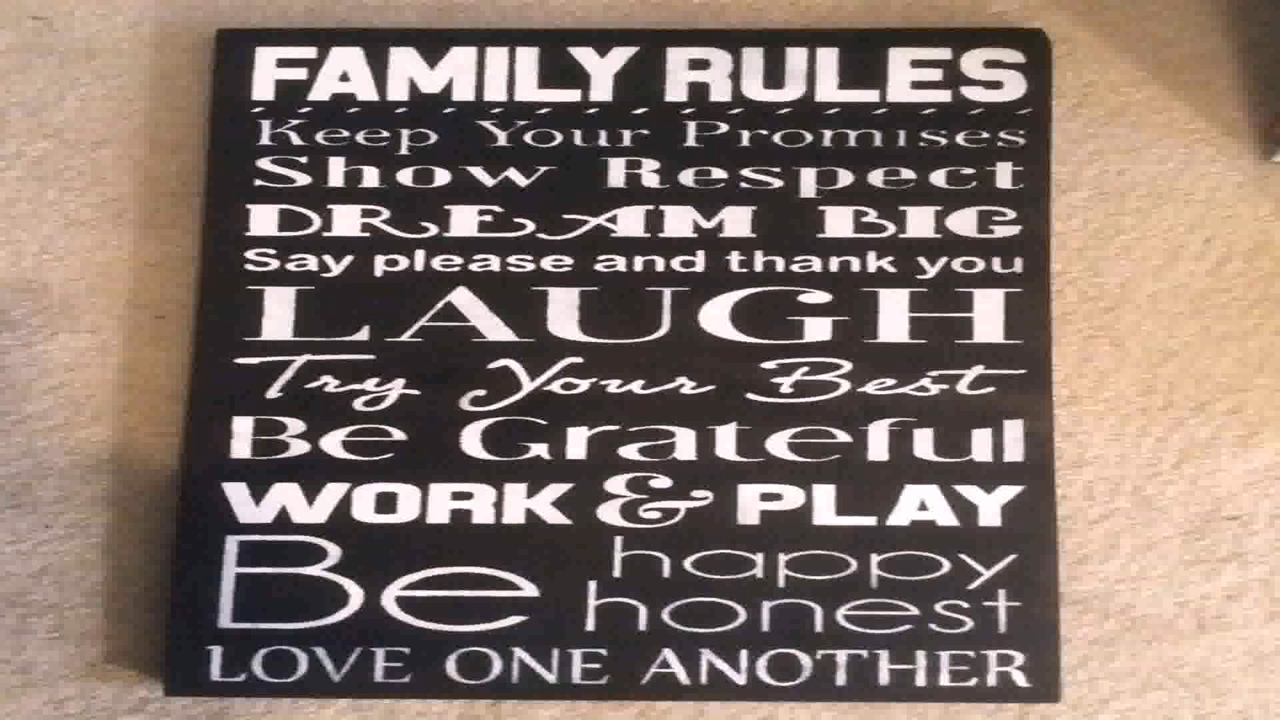 FAMILY RULES
Keep Your Promises
Show Respect
DREAM BIG
Say please and thank you
LAUGH
Try Your Best
Be Grateful
WORK & PLAY
Be happy
honest
LOVE ONE ANOTHER